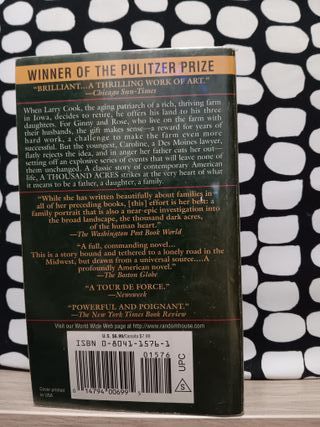 WINNER OF THE PULITZER PRIZE
"BRILLIANT...A THRILLING WORK OF ART."
—Chicago Sun-Times
When Larry Cook, the aging patriarch of a rich, thriving farm
in Iowa, decides to retire, he offers his land to his three
daughters. For Ginny and Rose, who live on the farm with
their husbands, the gift makes sense—a reward for years of
hard work, a challenge to make the farm even more
successful. But the youngest, Caroline, a Des Moines lawyer,
flatly rejects the idea, and in anger her father cuts her out—
setting off an explosive series of events that will leave none of
them unchanged. A classic story of contemporary American
life, A THOUSAND ACRES strikes at the very heart of what
it means to be a father, a daughter, a family.
"While she has written beautifully about families in
all of her preceding books, [this] effort is her best: a
family portrait that is also a near-epic investigation into
the broad landscape, the thousand dark acres,
of the human heart."
—The Washington Post Book World
"A full, commanding novel...
This is a story bound and tethered to a lonely road in the
Midwest, but drawn from a universal source....A
profoundly American novel."
—The Boston Globe
"A TOUR DE FORCE."
—Newsweek
"POWERFUL AND POIGNANT."
—The New York Times Book Review
Visit our World Wide Web page at http://www.randomhouse.com
ISBN 0-8041-1576-1
01576
8 14794 00699
UPC
S
Cover printed
in USA